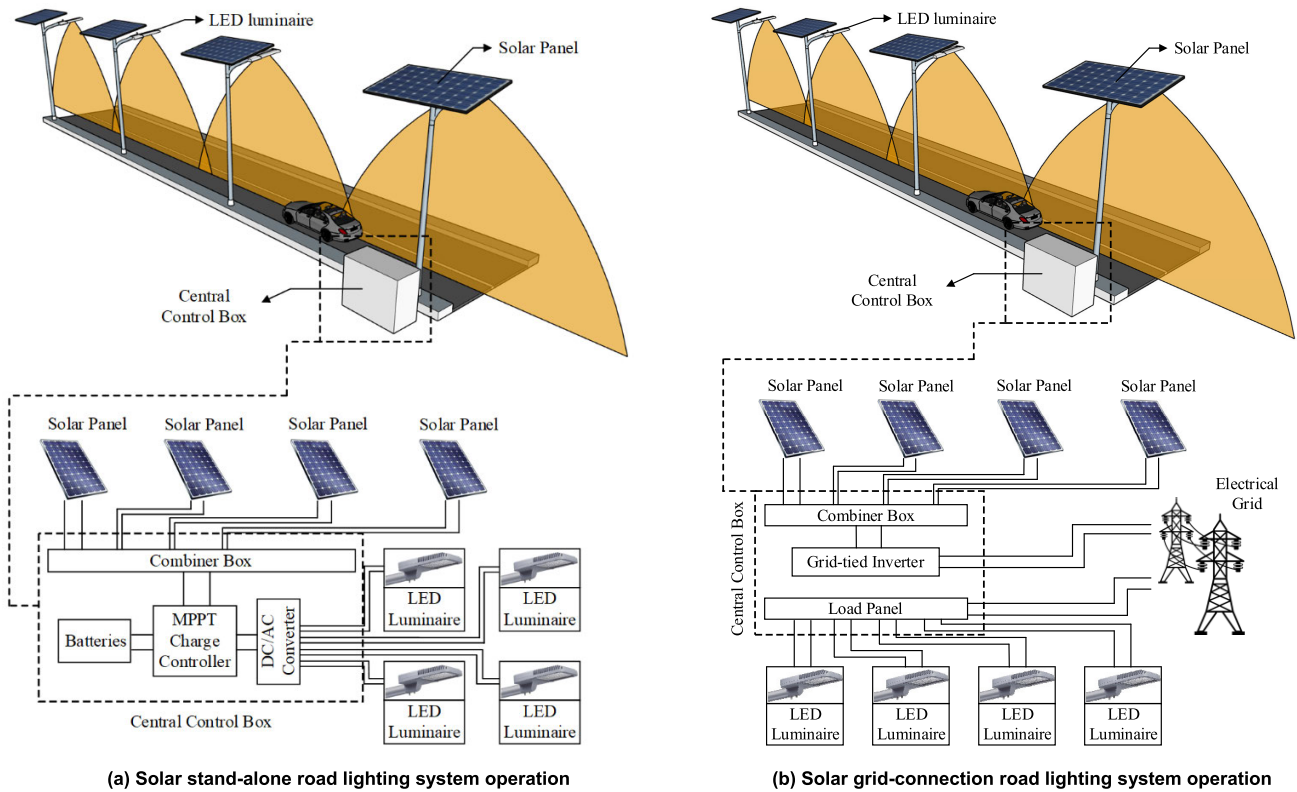 LED luminaire
Solar Panel
Central
Control Box
Solar Panel
Solar Panel
Solar Panel
Solar Panel
Combiner Box
Batteries
MPPT
Charge
Controller
DC/AC
Converter
LED
Luminaire
LED
Luminaire
LED
Luminaire
LED
Luminaire
Central Control Box
(a) Solar stand-alone road lighting system operation
LED luminaire
Solar Panel
Central
Control Box
Solar Panel
Solar Panel
Solar Panel
Solar Panel
Electrical
Grid
Central Control Box
Combiner Box
Grid-tied Inverter
Load Panel
LED
Luminaire
LED
Luminaire
LED
Luminaire
LED
Luminaire
(b) Solar grid-connection road lighting system operation